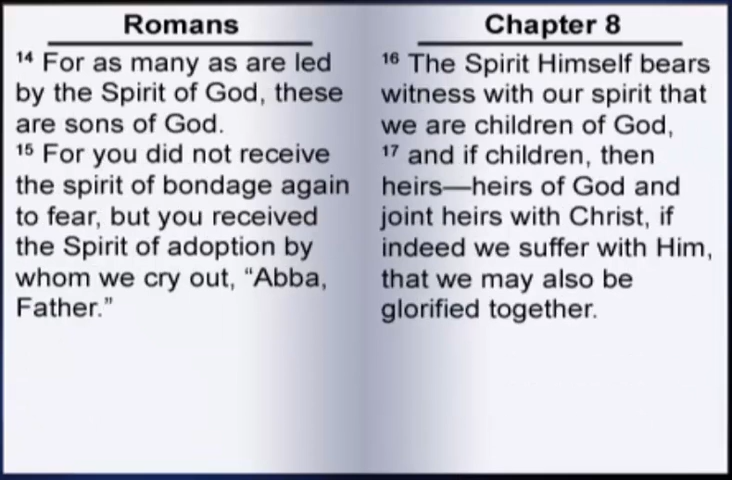 Romans
¹⁴ For as many as are led
by the Spirit of God, these
are sons of God.
¹⁵ For you did not receive
the spirit of bondage again
to fear, but you received
the Spirit of adoption by
whom we cry out, “Abba,
Father.”
Chapter 8
¹⁶ The Spirit Himself bears
witness with our spirit that
we are children of God,
¹⁷ and if children, then
heirs—heirs of God and
joint heirs with Christ, if
indeed we suffer with Him,
that we may also be
glorified together.